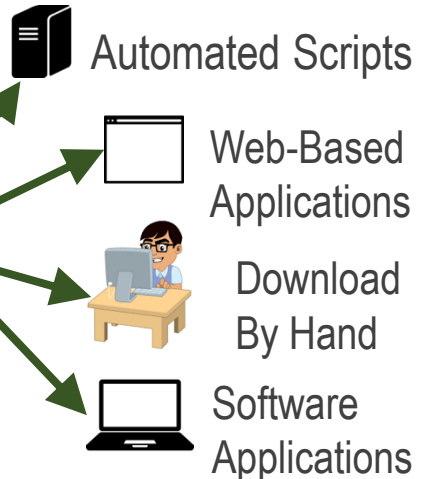 Automated Scripts
Web-Based
Applications
Download
By Hand
Software
Applications